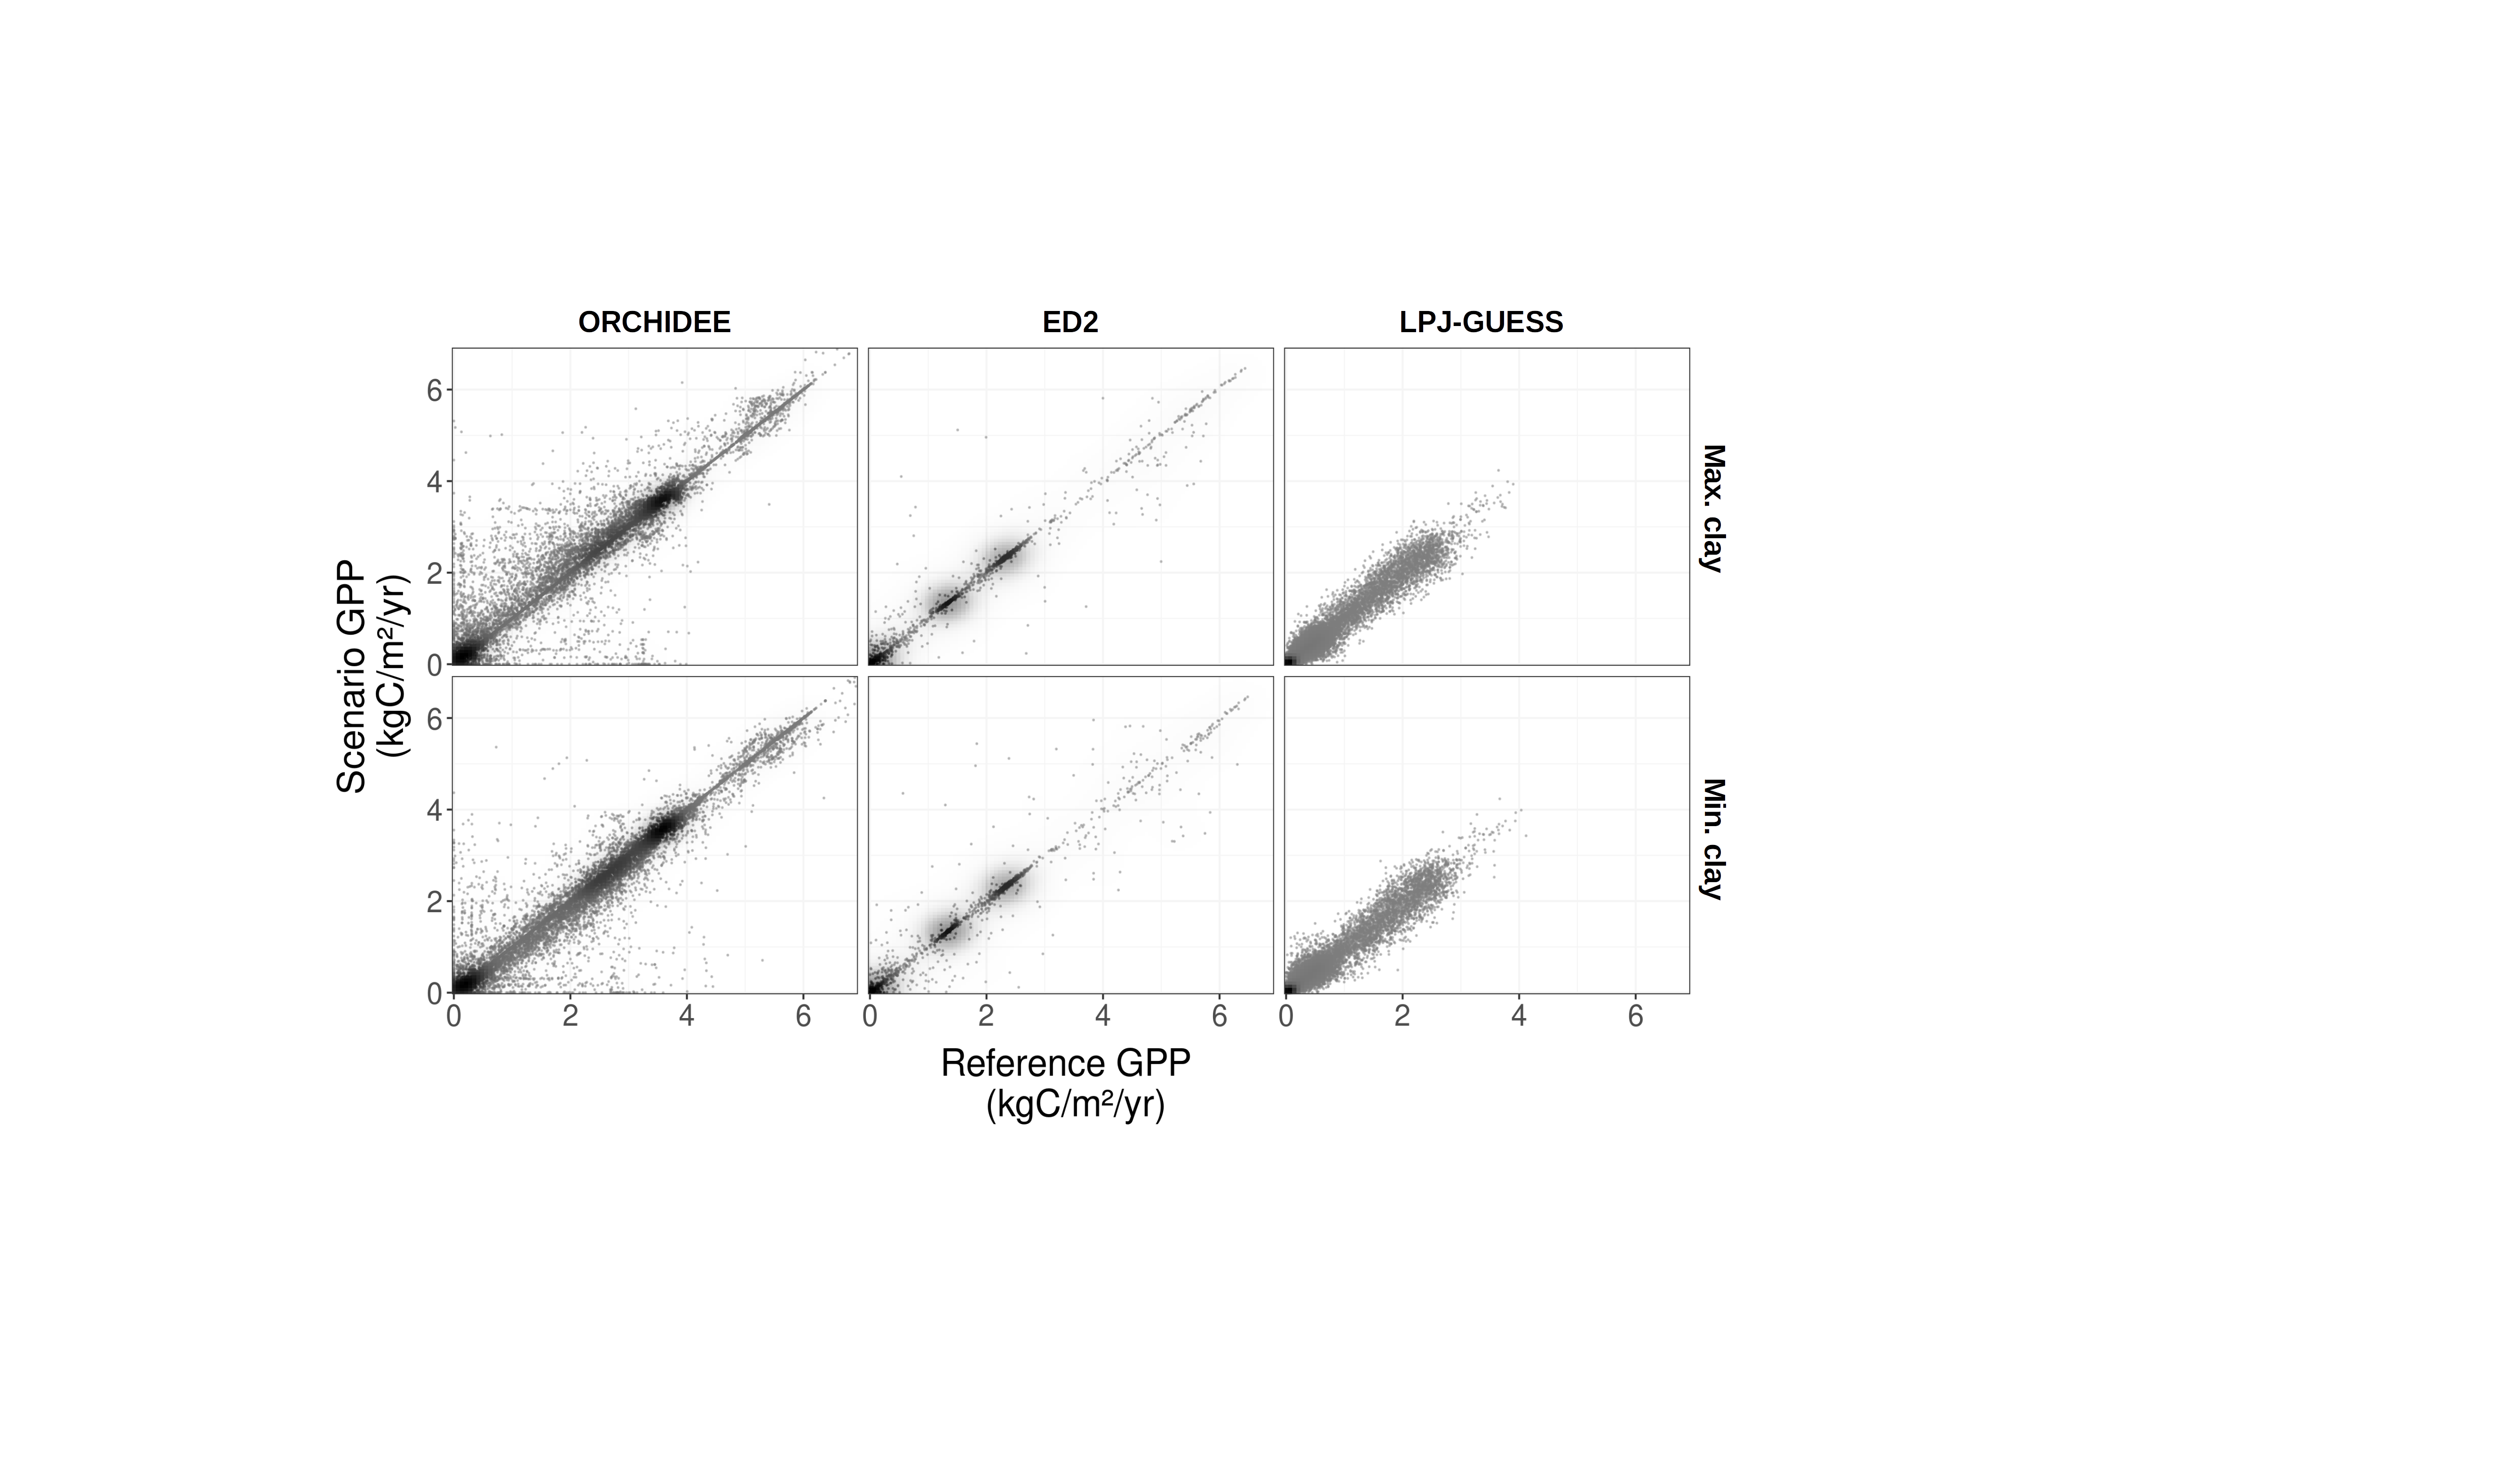 ORCHIDEE
ED2
LPJ-GUESS
6
4
2
0
Max. clay
Scenario GPP
(kgC/m²/yr)
6
4
2
0
Min. clay
0 2 4 6
0 2 4 6
0 2 4 6
Reference GPP
(kgC/m²/yr)